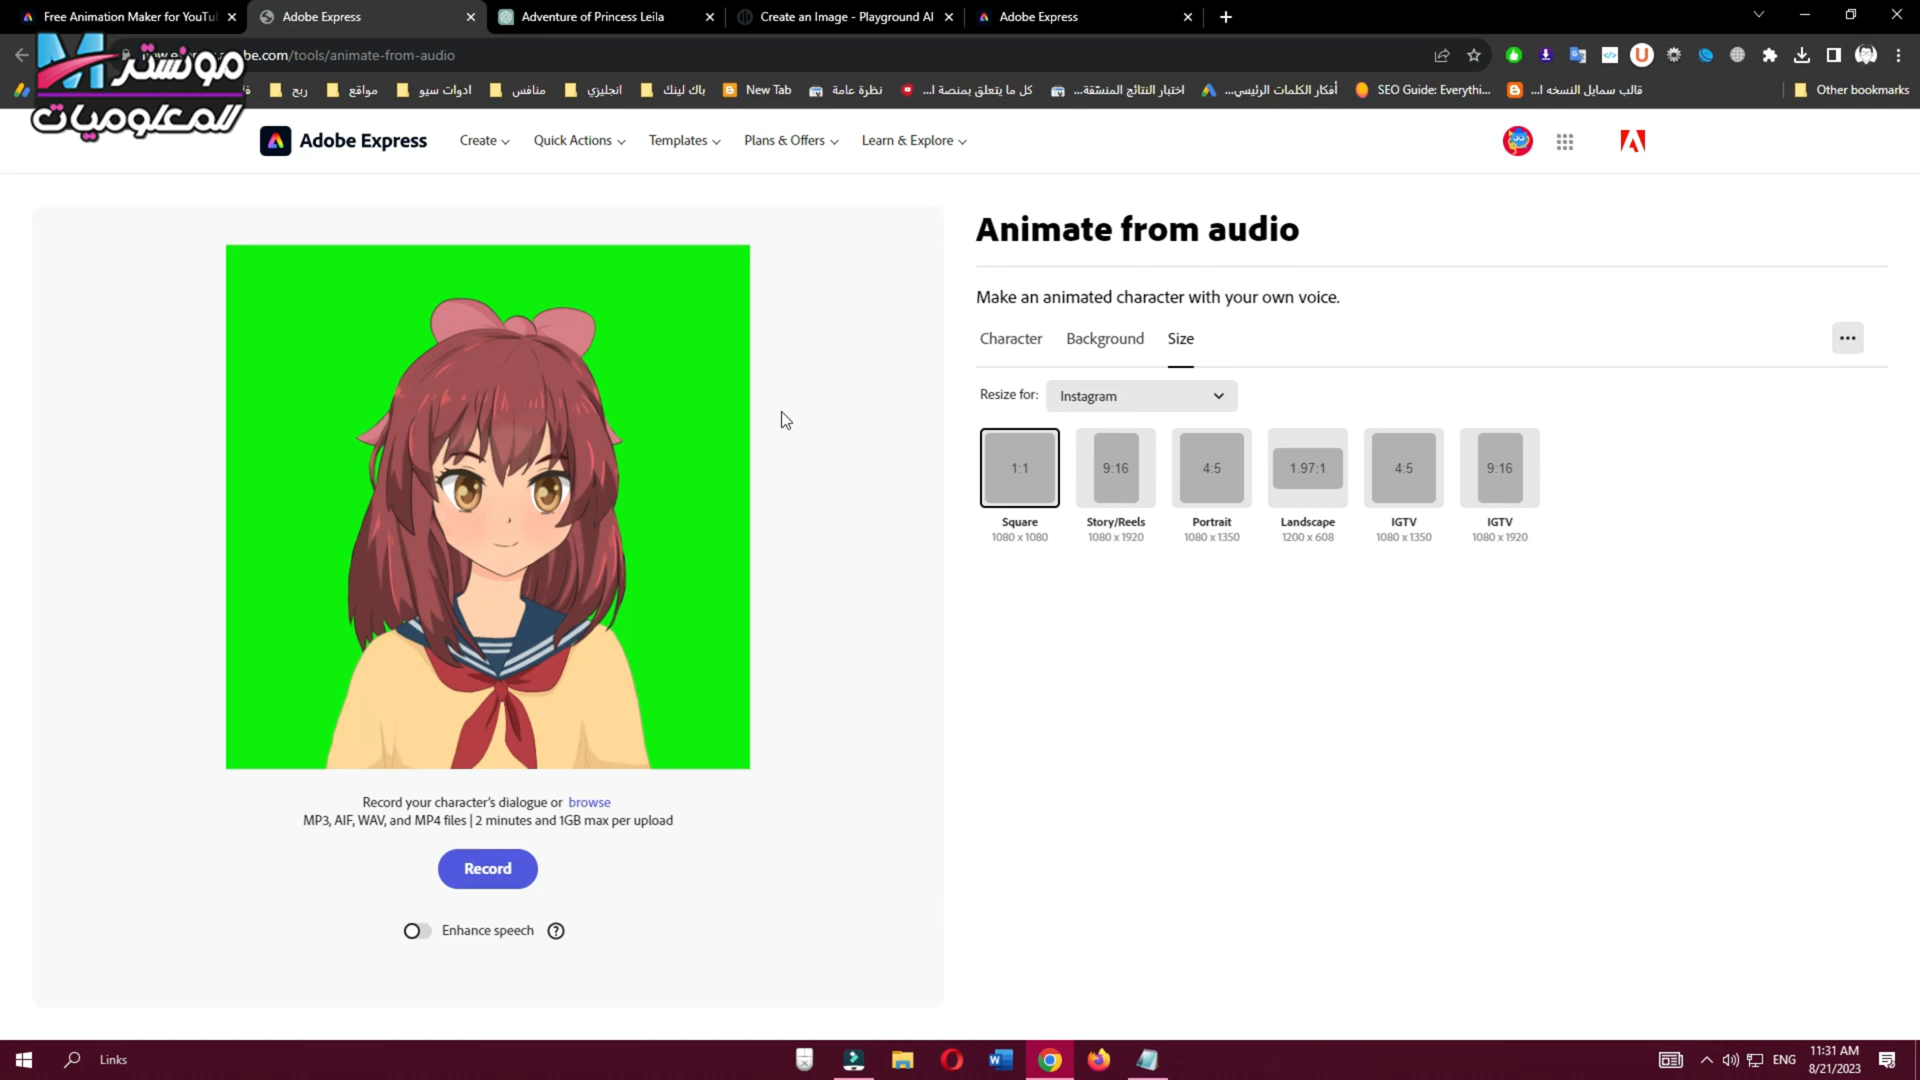 Free Animation Maker for YouTu
Adobe Express
Adventure of Princess Leila
Create an Image - Playground AI
Adobe Express
be.com/tools/animate-from-audio
مونستر
للمعلوميات
ربح
مواقع
ادوات سيو
منافس
انجليزي
باك لينك
New Tab
نظرة عامة
كل ما يتعلق بمنصة ا...
اختبار النتائج المنسّقة...
أفكار الكلمات الرئيسي...
SEO Guide: Everythi...
قالب سمايل النسخه ا...
Other bookmarks
Adobe Express
Create
Quick Actions
Templates
Plans & Offers
Learn & Explore
Animate from audio
Make an animated character with your own voice.
Character
Background
Size
Resize for:
Instagram
1:1
9:16
4:5
1.97:1
4:5
9:16
Square
Story/Reels
Portrait
Landscape
IGTV
IGTV
1080 x 1080
1080 x 1920
1080 x 1350
1200 x 608
1080 x 1350
1080 x 1920
Record your character's dialogue or browse
MP3, AIF, WAV, and MP4 files | 2 minutes and 1GB max per upload
Record
Enhance speech
Links
ENG
11:31 AM
8/21/2023